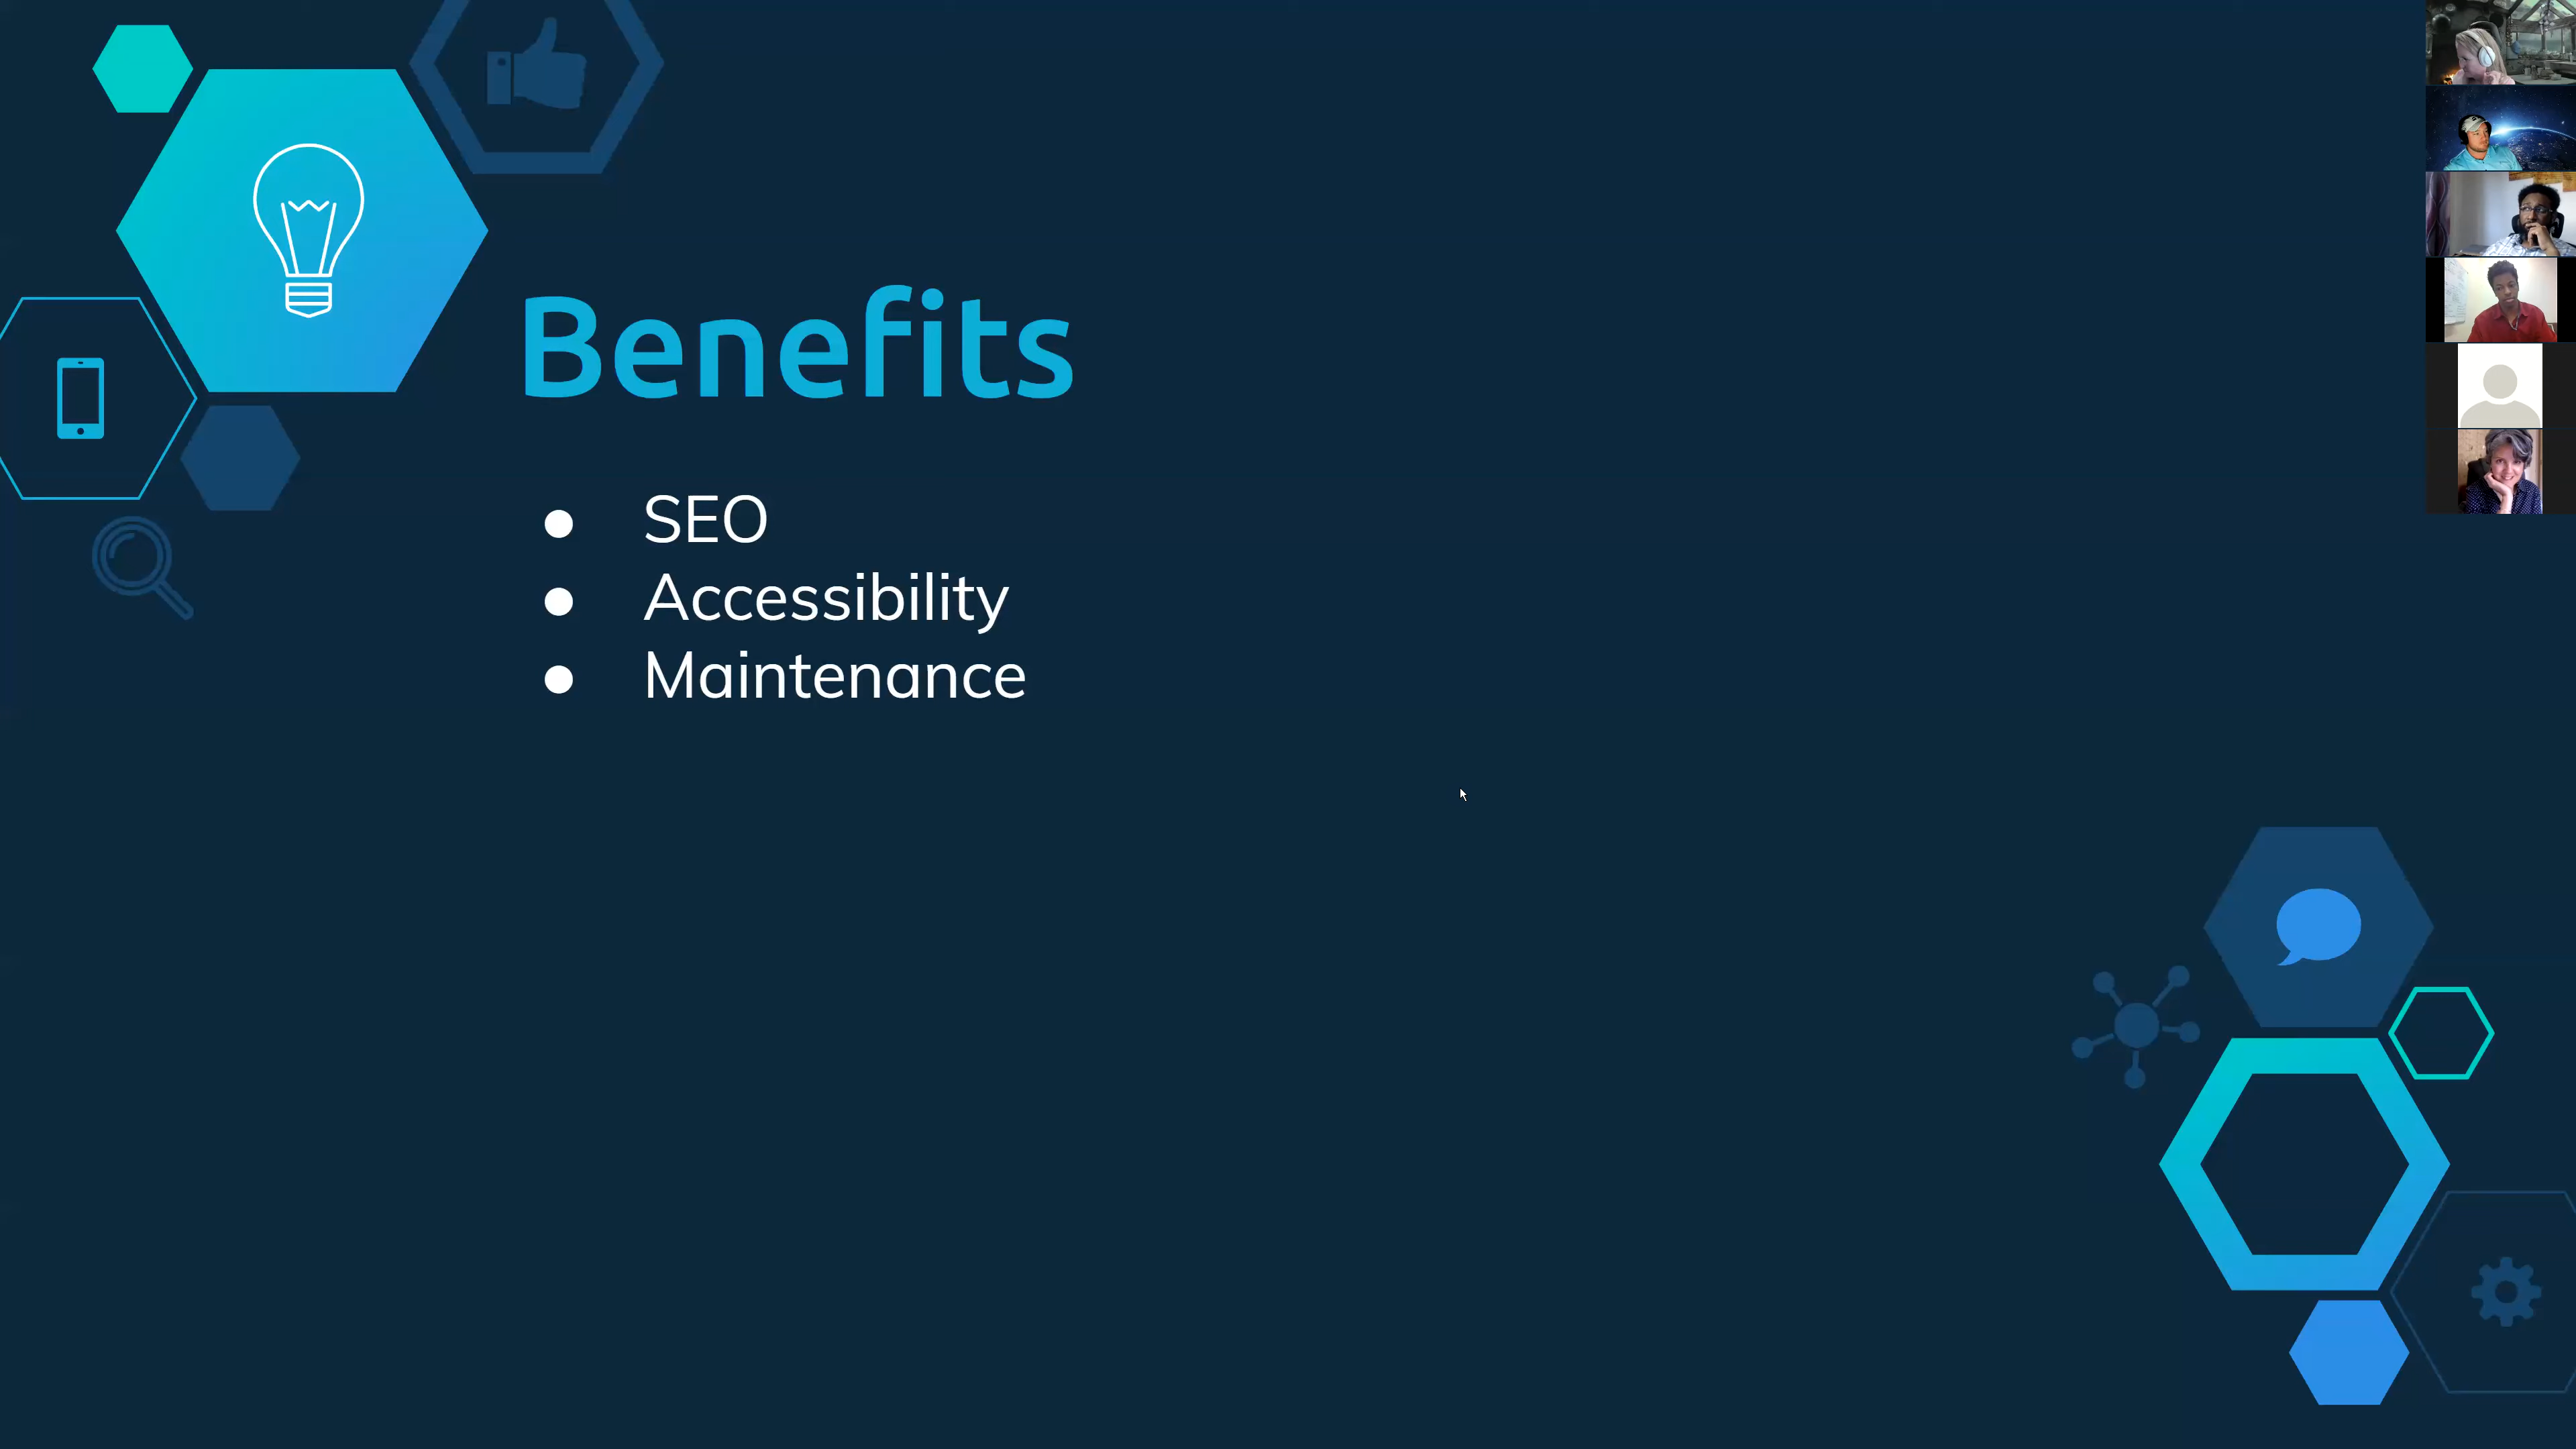 Benefits
● SEO
● Accessibility
● Maintenance